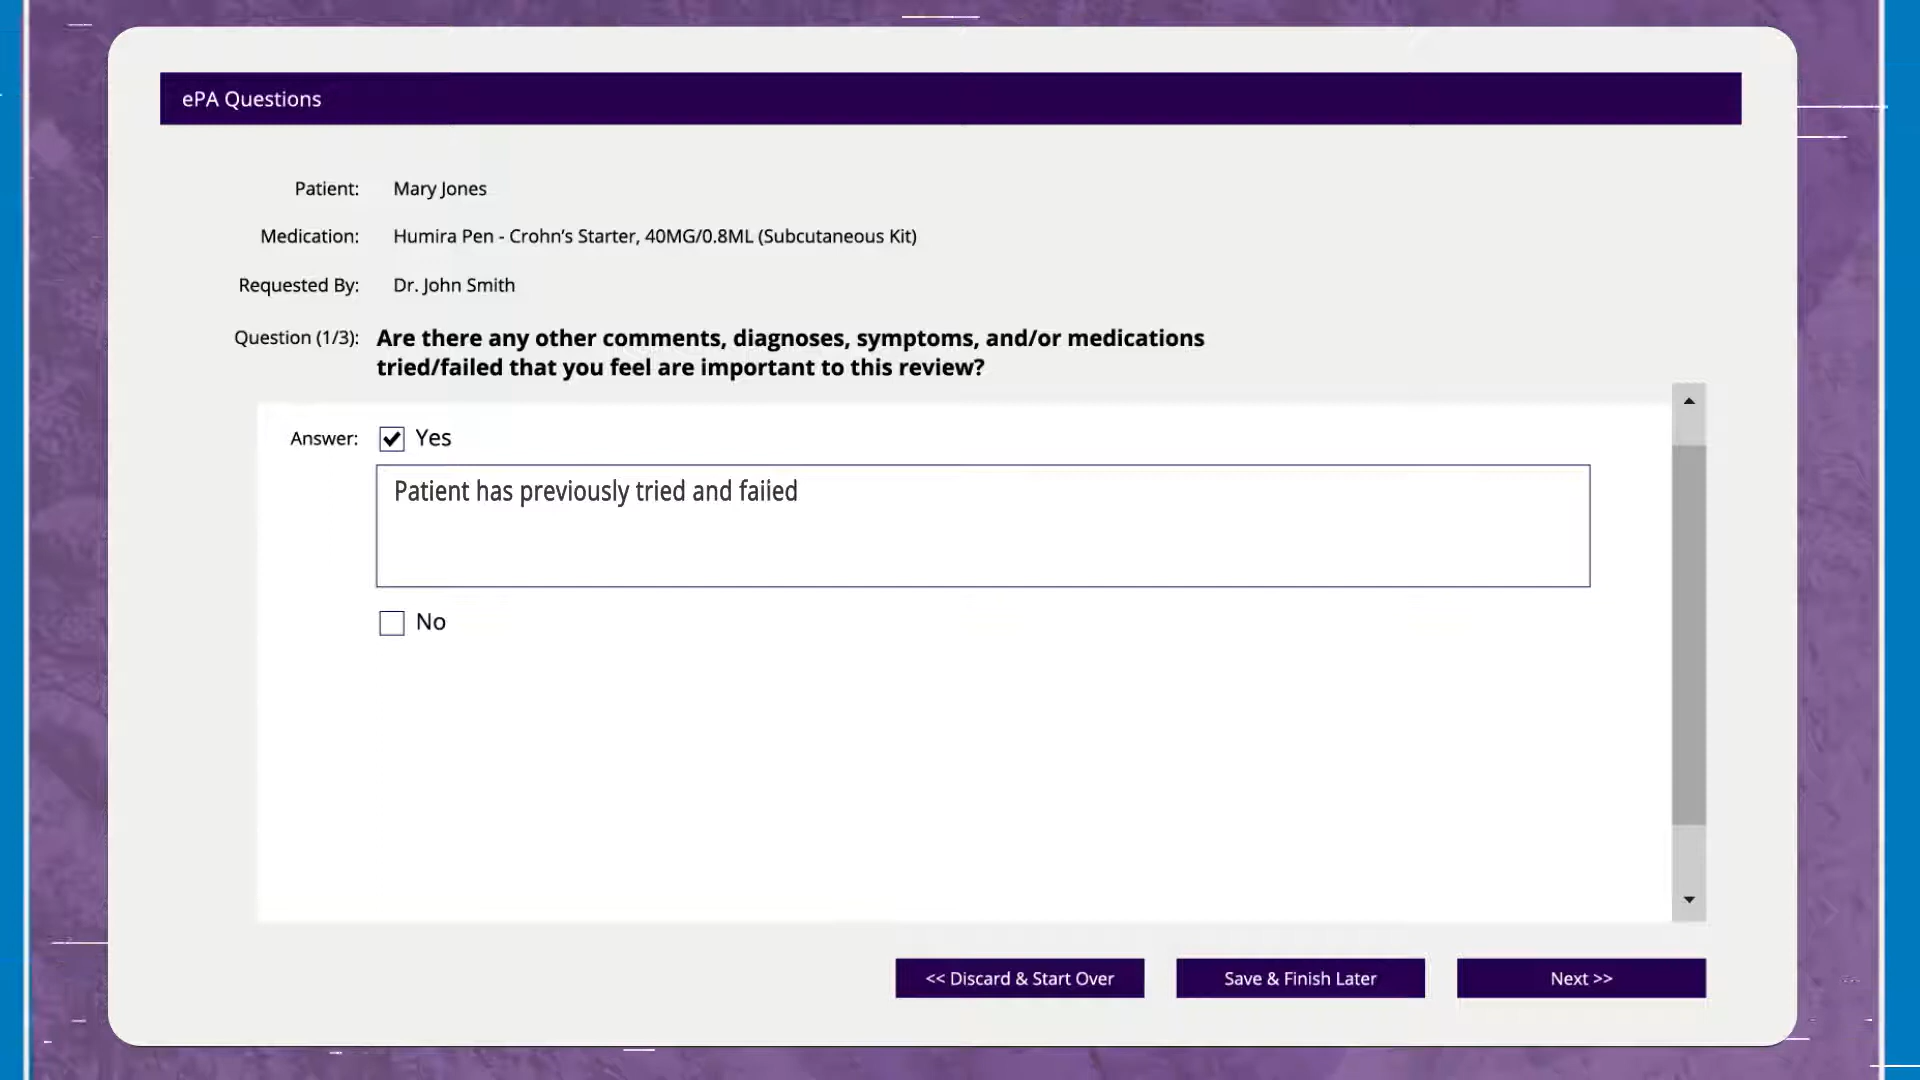 ePA Questions
Patient: Mary Jones
Medication: Humira Pen - Crohn's Starter, 40MG/0.8ML (Subcutaneous Kit)
Requested By: Dr. John Smith
Question (1/3): Are there any other comments, diagnoses, symptoms, and/or medications
tried/failed that you feel are important to this review?
Answer: Yes
Patient has previously tried and failed
No
<< Discard & Start Over
Save & Finish Later
Next >>